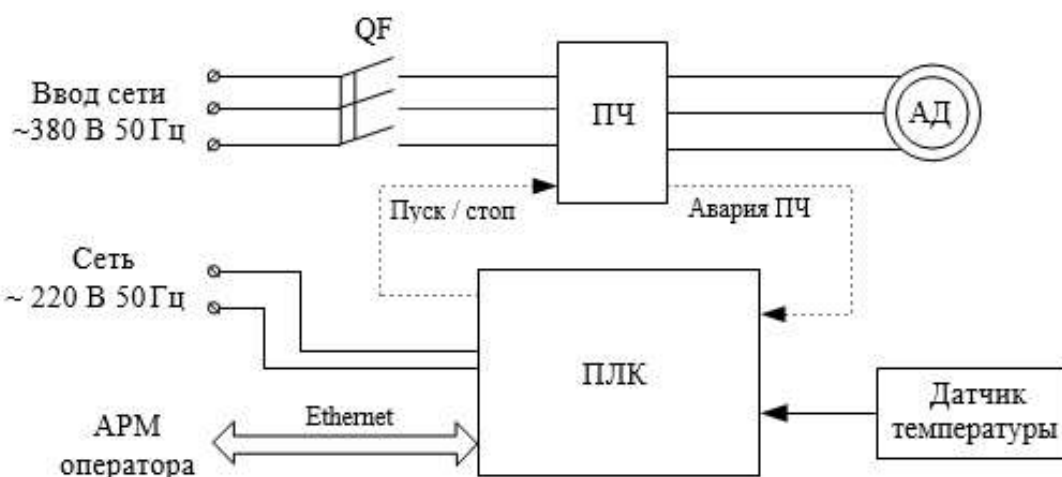 QF
Ввод сети
~380 В 50 Гц
ПЧ
АД
Пуск / стоп
Авария ПЧ
Сеть
~ 220 В 50 Гц
ПЛК
Датчик
температуры
Ethernet
АРМ
оператора